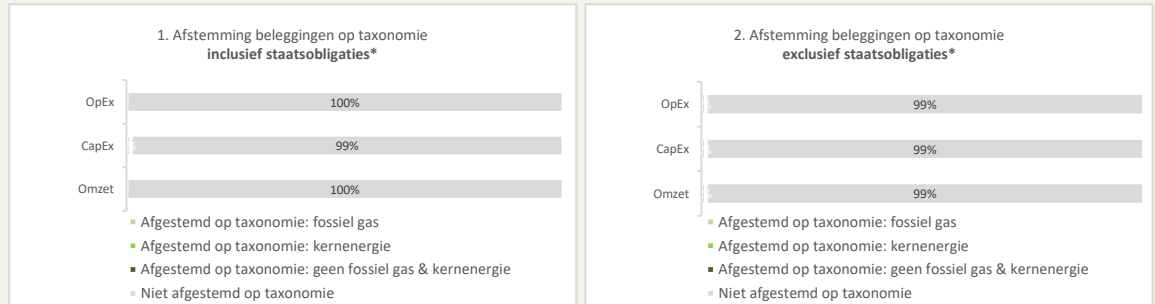 1. Afstemming beleggingen op taxonomie
inclusief staatsobligaties*
OpEx
100%
CapEx
99%
Omzet
100%
Afgestemd op taxonomie: fossiel gas
Afgestemd op taxonomie: kernenergie
Afgestemd op taxonomie: geen fossiel gas & kernenergie
Niet afgestemd op taxonomie
2. Afstemming beleggingen op taxonomie
exclusief staatsobligaties*
OpEx
99%
CapEx
99%
Omzet
99%
Afgestemd op taxonomie: fossiel gas
Afgestemd op taxonomie: kernenergie
Afgestemd op taxonomie: geen fossiel gas & kernenergie
Niet afgestemd op taxonomie